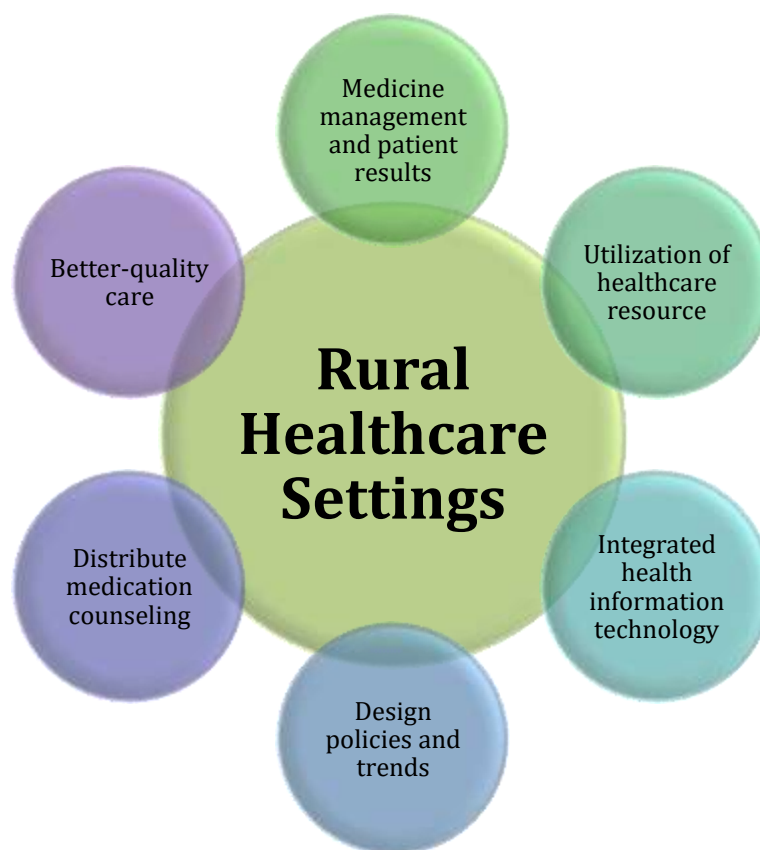 Medicine
management
and patient
results
Utilization of
healthcare
resource
Integrated
health
information
technology
Design
policies and
trends
Distribute
medication
counseling
Better-quality
care
Rural
Healthcare
Settings